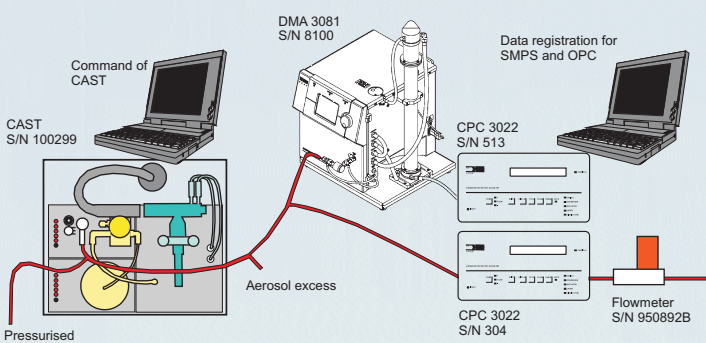 DMA 3081
S/N 8100
Data registration for
SMPS and OPC
Command of
CAST
CAST
S/N 100299
CPC 3022
S/N 513
Aerosol excess
CPC 3022
S/N 304
Flowmeter
S/N 950892B
Pressurised